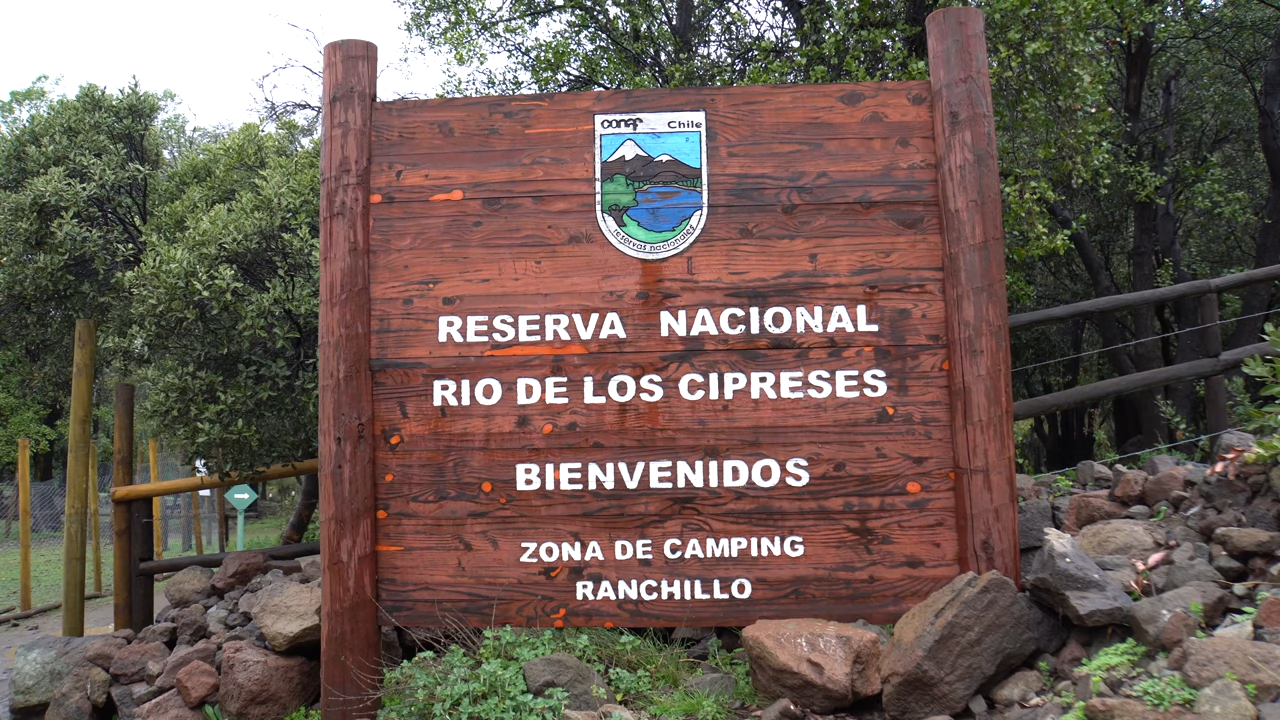 conaf Chile
reservas nacionales
RESERVA NACIONAL
RIO DE LOS CIPRESES
BIENVENIDOS
ZONA DE CAMPING
RANCHILLO